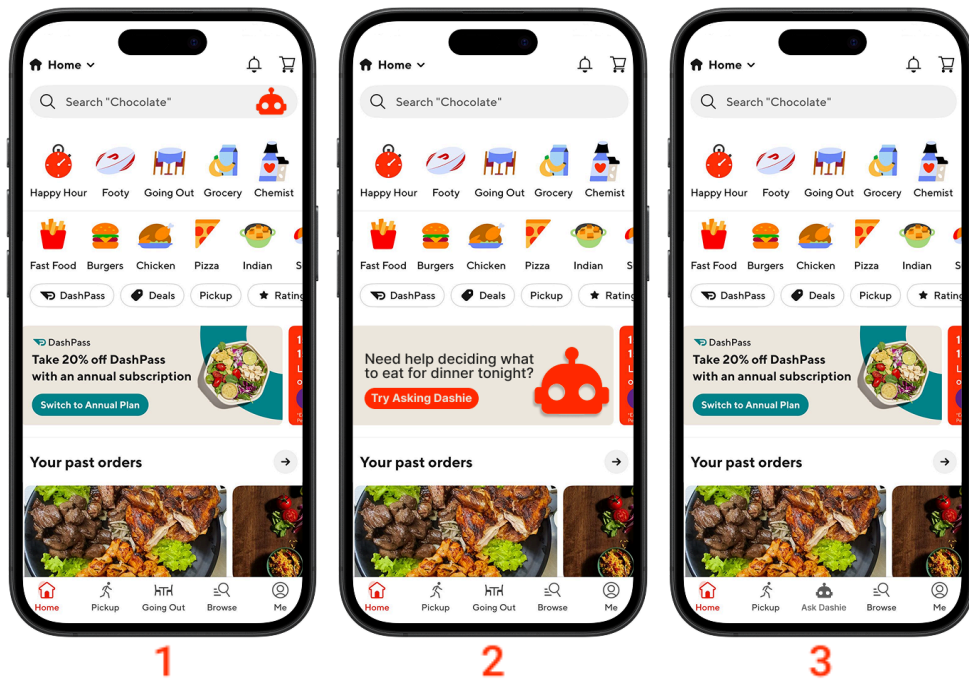 Home
Search "Chocolate"
Happy Hour Footy Going Out Grocery Chemist
Fast Food Burgers Chicken Pizza Indian S
DashPass Deals Pickup Rating
DashPass
Take 20% off DashPass
with an annual subscription
Switch to Annual Plan
Your past orders
Home Pickup Going Out Browse Me
1
Home
Search "Chocolate"
Happy Hour Footy Going Out Grocery Chemist
Fast Food Burgers Chicken Pizza Indian S
DashPass Deals Pickup Rating
Need help deciding what
to eat for dinner tonight?
Try Asking Dashie
Your past orders
Home Pickup Going Out Browse Me
2
Home
Search "Chocolate"
Happy Hour Footy Going Out Grocery Chemist
Fast Food Burgers Chicken Pizza Indian S
DashPass Deals Pickup Rating
DashPass
Take 20% off DashPass
with an annual subscription
Switch to Annual Plan
Your past orders
Home Pickup Ask Dashie Browse Me
3